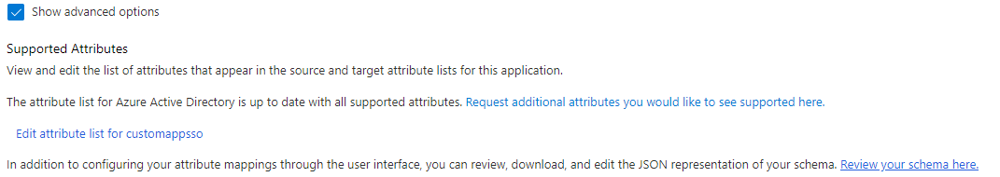 Show advanced options
Supported Attributes
View and edit the list of attributes that appear in the source and target attribute lists for this application.
The attribute list for Azure Active Directory is up to date with all supported attributes. Request additional attributes you would like to see supported here.
Edit attribute list for customappsso
In addition to configuring your attribute mappings through the user interface, you can review, download, and edit the JSON representation of your schema. Review your schema here.